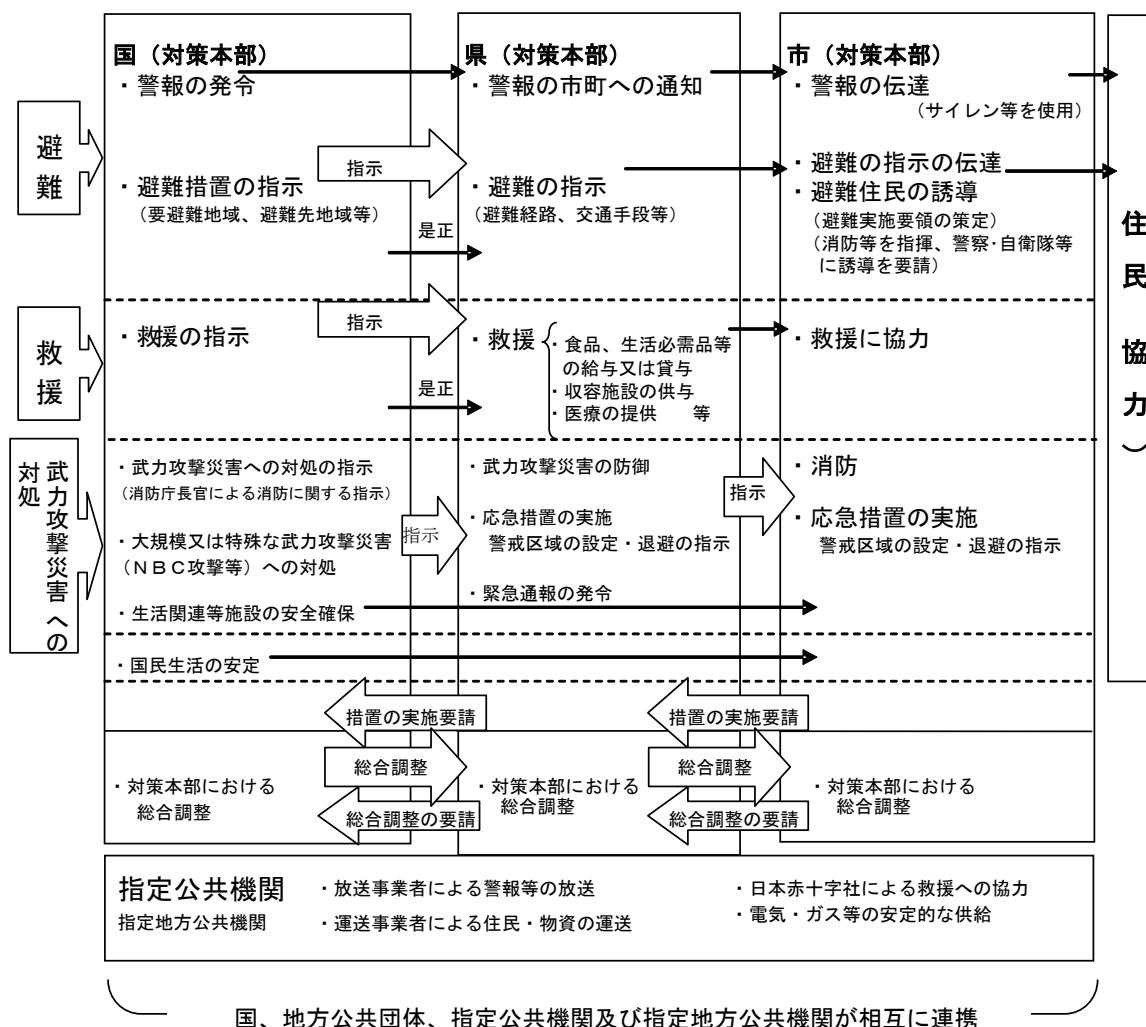 国（対策本部）
・警報の発令
避難
指示
・避難措置の指示
（要避難地域、避難先地域等）
是正
県（対策本部）
・警報の市町への通知
・避難の指示
（避難経路、交通手段等）
市（対策本部）
・警報の伝達
（サイレン等を使用）
・避難の指示の伝達
・避難住民の誘導
（避難実施要領の策定）
（消防等を指揮、警察･自衛隊等
に誘導を要請）
救援
・救援の指示
指示
是正
・救援
・食品、生活必需品等
の給与又は貸与
・収容施設の供与
・医療の提供　等
・救援に協力
武力攻撃災害への
対処
・武力攻撃災害への対処の指示
（消防庁長官による消防に関する指示）
・大規模又は特殊な武力攻撃災害
（ＮＢＣ攻撃等）への対処
・生活関連等施設の安全確保
指示
・武力攻撃災害の防御
・応急措置の実施
警戒区域の設定・退避の指示
・緊急通報の発令
指示
・消防
・応急措置の実施
警戒区域の設定・退避の指示
・国民生活の安定
措置の実施要請
措置の実施要請
総合調整
総合調整
・対策本部における
総合調整
・対策本部における
総合調整
・対策本部における
総合調整
総合調整の要請
総合調整の要請
住
民
協
力
）
指定公共機関
指定地方公共機関
・放送事業者による警報等の放送
・運送事業者による住民・物資の運送
・日本赤十字社による救援への協力
・電気・ガス等の安定的な供給
国、地方公共団体、指定公共機関及び指定地方公共機関が相互に連携